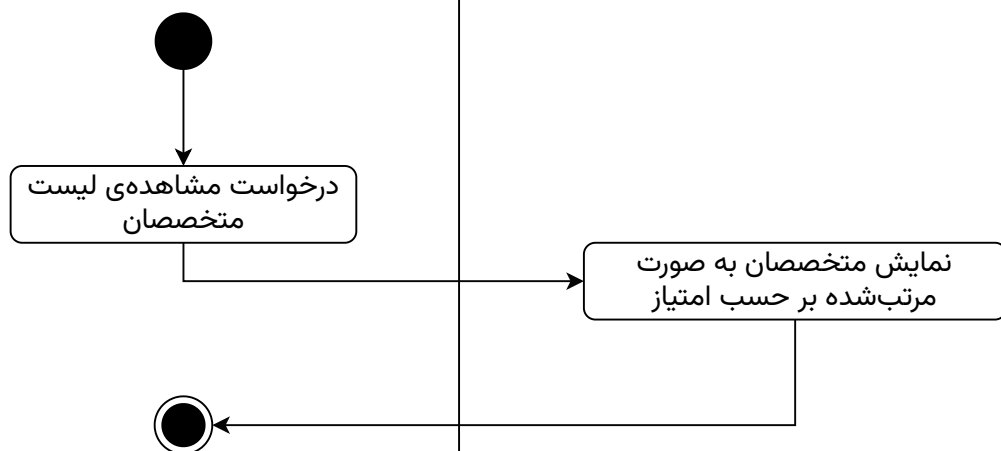 درخواست مشاهده‌ی لیست
متخصصان
نمایش متخصصان به صورت
مرتب‌شده بر حسب امتیاز